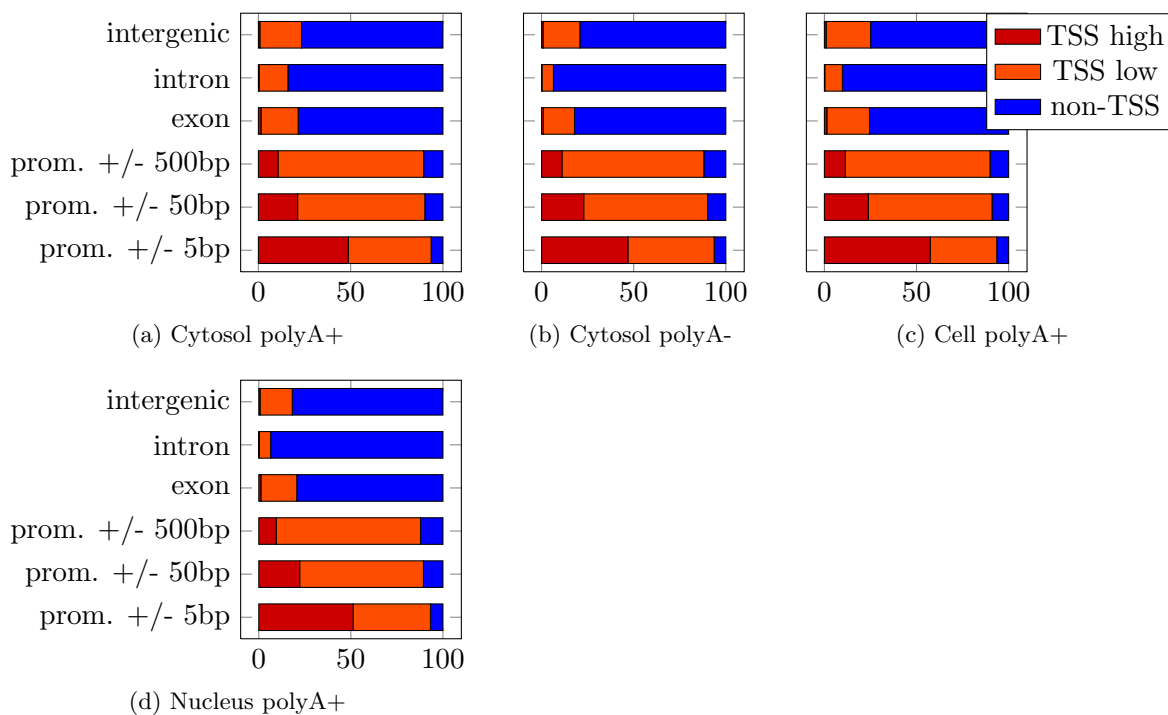 intergenic
intron
exon
prom. +/- 500bp
prom. +/- 50bp
prom. +/- 5bp
0 50 100
(a) Cytosol polyA+
0 50 100
(b) Cytosol polyA-
TSS high
TSS low
non-TSS
0 50 100
(c) Cell polyA+
intergenic
intron
exon
prom. +/- 500bp
prom. +/- 50bp
prom. +/- 5bp
0 50 100
(d) Nucleus polyA+